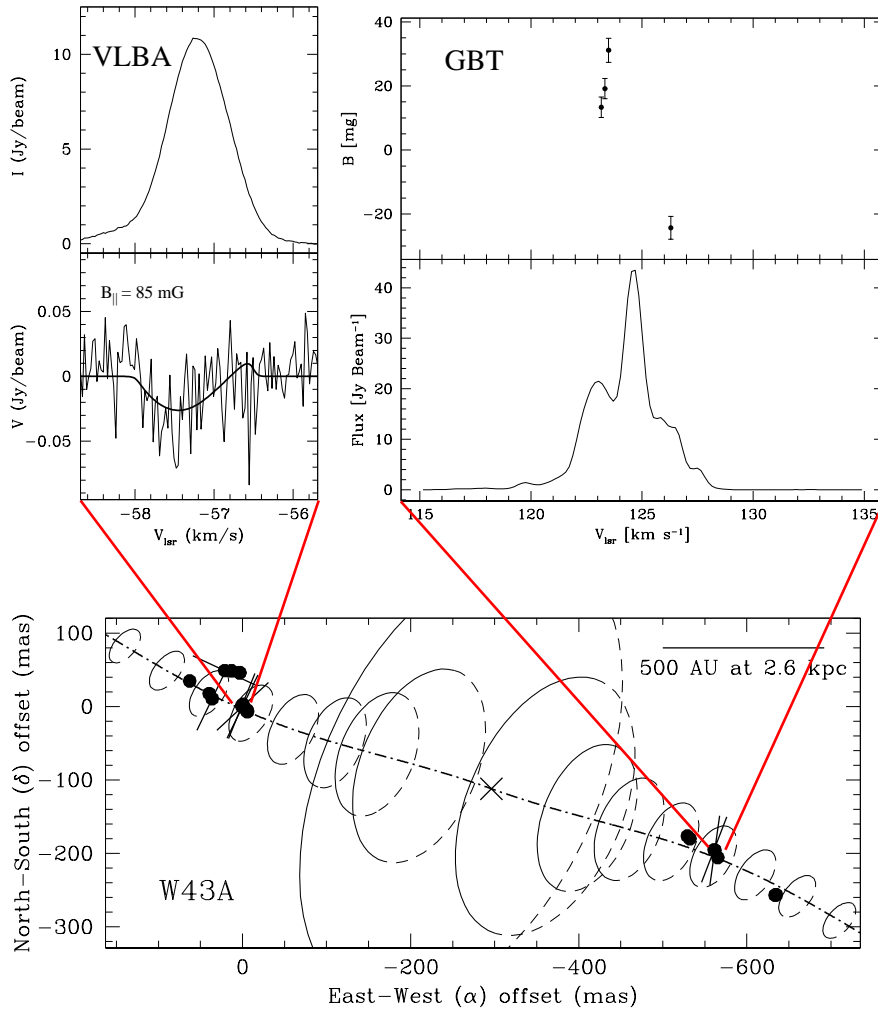 VLBA
I (Jy/beam)
10
5
0
B|| = 85 mG
V (Jy/beam)
0.05
0
−0.05
−58 −57 −56
Vlsr (km/s)
GBT
B [mg]
40
20
0
−20
Flux [Jy Beam−1]
40
30
20
10
0
115 120 125 130 135
Vlsr [km s−1]
North−South (δ) offset (mas)
100
0
−100
−200
−300
500 AU at 2.6 kpc
W43A
0 −200 −400 −600
East−West (α) offset (mas)